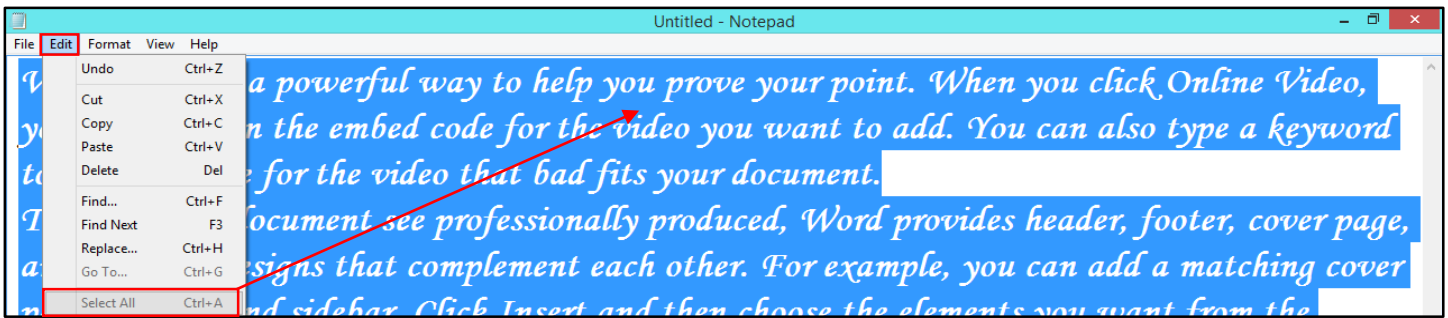 Untitled - Notepad
File Edit Format View Help
Undo Ctrl+Z
Cut Ctrl+X
Copy Ctrl+C
Paste Ctrl+V
Delete Del
Find... Ctrl+F
Find Next F3
Replace... Ctrl+H
Go To... Ctrl+G
Select All Ctrl+A
a powerful way to help you prove your point. When you click Online Video,
the embed code for the video you want to add. You can also type a keyword
for the video that bad fits your document.
see professionally produced, Word provides header, footer, cover page,
that complement each other. For example, you can add a matching cover
sidebar. Click Insert and then choose the elements you want from the